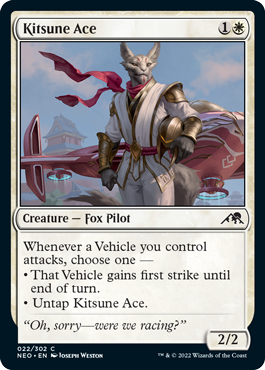 Kitsune Ace 1
Creature — Fox Pilot
Whenever a Vehicle you control
attacks, choose one —
• That Vehicle gains first strike until
end of turn.
• Untap Kitsune Ace.
"Oh, sorry—were we racing?"
2/2
022/302 C
NEO • EN JOSEPH WESTON
™ & © 2022 Wizards of the Coast